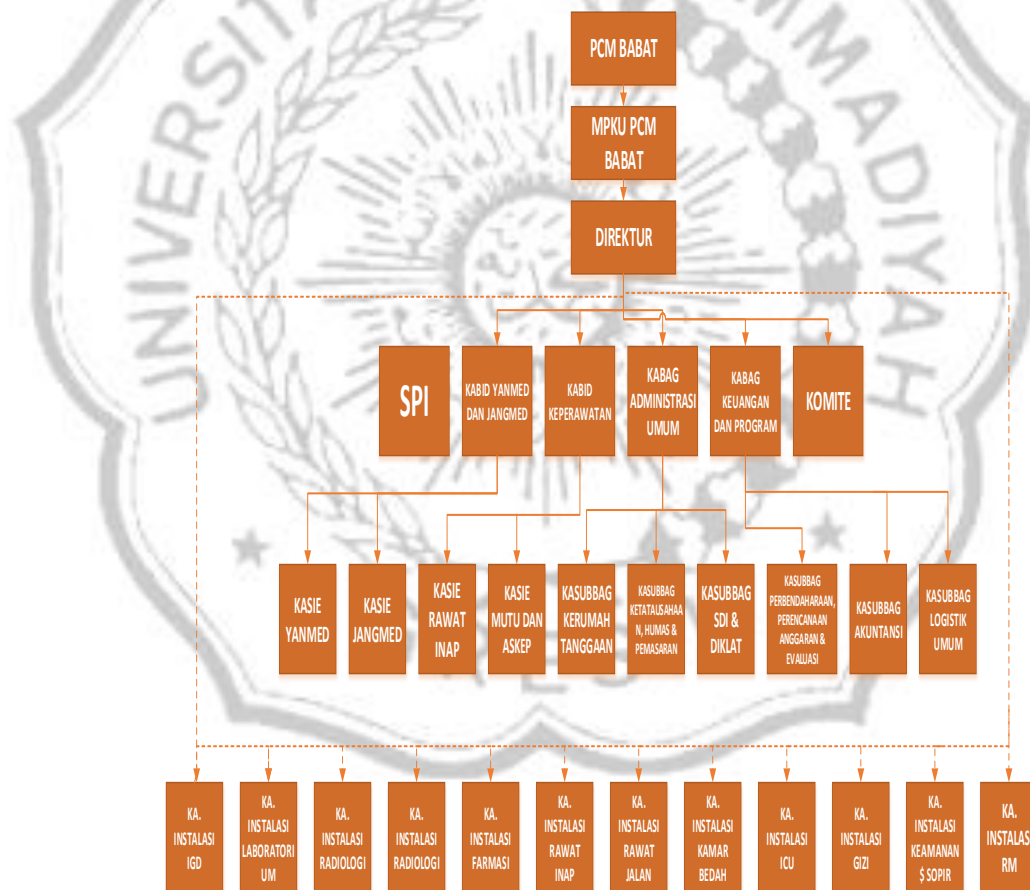 UNIVERSITAS MUHAMMADIYAH
PCM BABAT
MPKU PCM
BABAT
DIREKTUR
SPI
KABID YANMED
DAN JANGMED
KABID
KEPERAWATAN
KABAG
ADMINISTRASI
UMUM
KABAG
KEUANGAN
DAN PROGRAM
KOMITE
KASIE
YANMED
KASIE
JANGMED
KASIE
RAWAT
INAP
KASIE
MUTU DAN
ASKEP
KASUBBAG
KERUMAH
TANGGAAN
KASUBBAG
KETATAUSAHAA
N, HUMAS &
PEMASARAN
KASUBBAG
SDI &
DIKLAT
KASUBBAG
PERBENDAHARAAN,
PERENCANAAN
ANGGARAN &
EVALUASI
KASUBBAG
AKUNTANSI
KASUBBAG
LOGISTIK
UMUM
KA.
INSTALASI
IGD
KA.
INSTALASI
LABORATORI
UM
KA.
INSTALASI
RADIOLOGI
KA.
INSTALASI
RADIOLOGI
KA.
INSTALASI
FARMASI
KA.
INSTALASI
RAWAT
INAP
KA.
INSTALASI
RAWAT
JALAN
KA.
INSTALASI
KAMAR
BEDAH
KA.
INSTALASI
ICU
KA.
INSTALASI
GIZI
KA.
INSTALASI
KEAMANAN
$ SOPIR
KA.
INSTALASI
RM